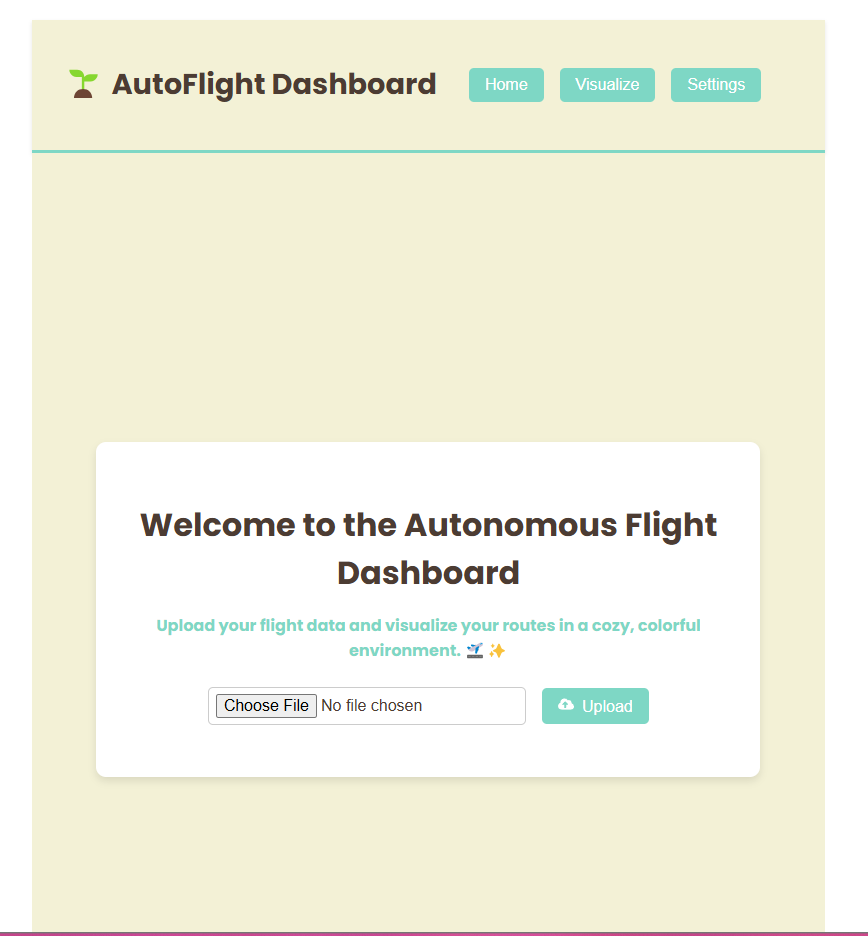 AutoFlight Dashboard
Home
Visualize
Settings
Welcome to the Autonomous Flight
Dashboard
Upload your flight data and visualize your routes in a cozy, colorful
environment. 🛫 ✨
Choose File No file chosen
Upload